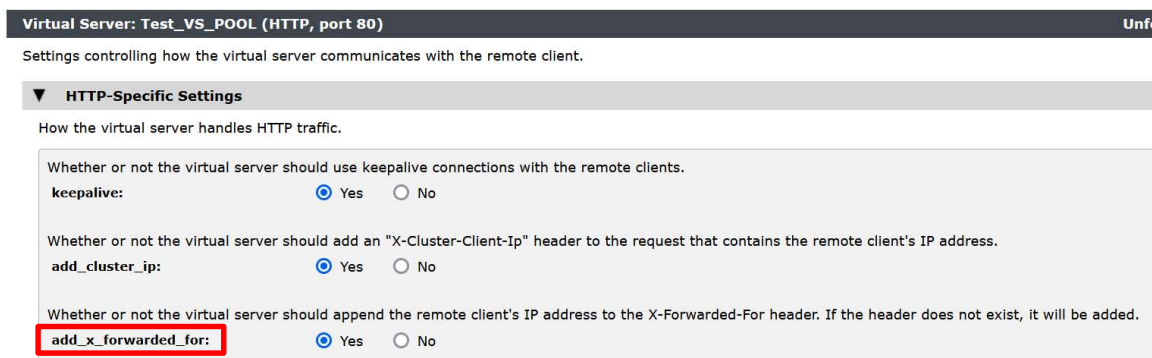 Virtual Server: Test_VS_POOL (HTTP, port 80)
Settings controlling how the virtual server communicates with the remote client.
▼ HTTP-Specific Settings
How the virtual server handles HTTP traffic.
Whether or not the virtual server should use keepalive connections with the remote clients.
keepalive: Yes No
Whether or not the virtual server should add an "X-Cluster-Client-Ip" header to the request that contains the remote client's IP address.
add_cluster_ip: Yes No
Whether or not the virtual server should append the remote client's IP address to the X-Forwarded-For header. If the header does not exist, it will be added.
add_x_forwarded_for: Yes No